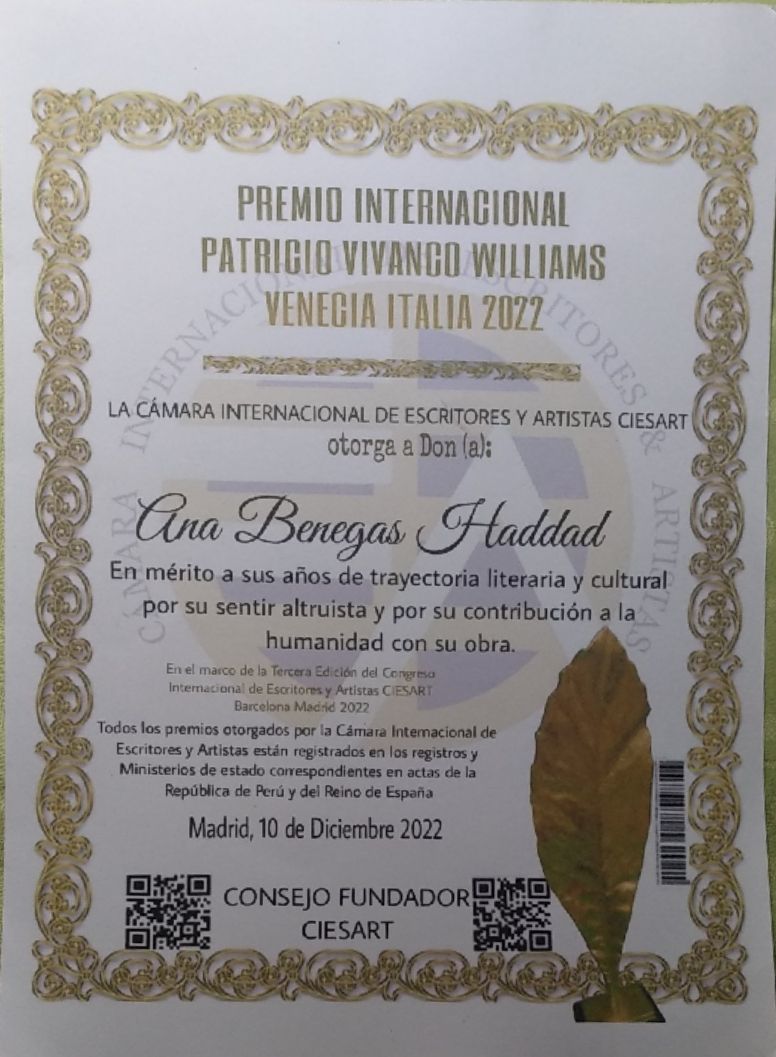 PREMIO INTERNACIONAL
PATRICIO VIVANCO WILLIAMS
VENECIA ITALIA 2022
CÁMARA INTERNACIONAL DE ESCRITORES & ARTISTAS
LA CÁMARA INTERNACIONAL DE ESCRITORES Y ARTISTAS CIESART
otorga a Don (a):
Ana Benegas Haddad
En mérito a sus años de trayectoria literaria y cultural
por su sentir altruista y por su contribución a la
humanidad con su obra.
En el marco de la Tercera Edición del Congreso
Internacional de Escritores y Artistas CIESART
Barcelona Madrid 2022
Todos los premios otorgados por la Cámara Internacional de
Escritores y Artistas están registrados en los registros y
Ministerios de estado correspondientes en actas de la
República de Perú y del Reino de España
Madrid, 10 de Diciembre 2022
CONSEJO FUNDADOR
CIESART